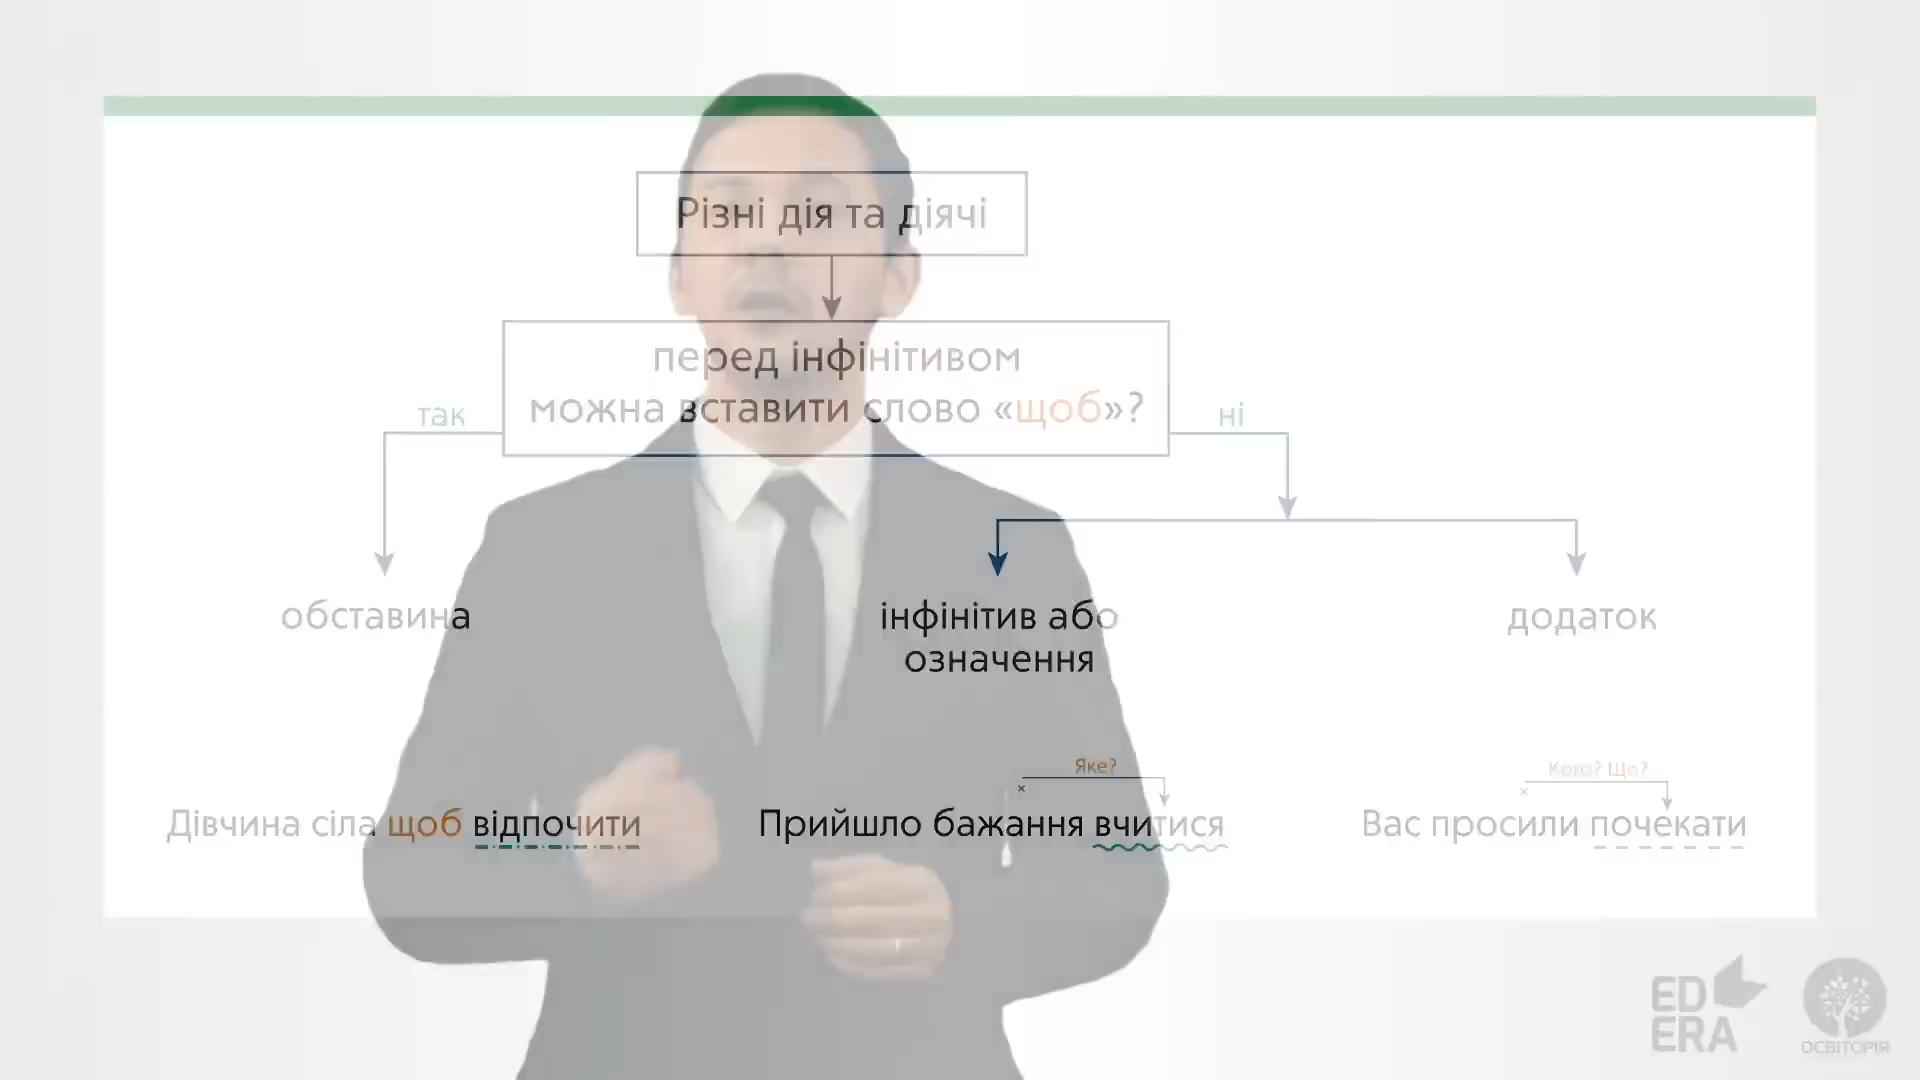 Різні дія та діячі
перед інфінітивом
можна вставити слово «щоб»?
так
ні
обставина
інфінітив або
означення
додаток
Яке?
Кого? Що?
Дівчина сіла щоб відпочити
Прийшло бажання вчитися
Вас просили почекати
ED
ERA
ОСВІТОРІЯ